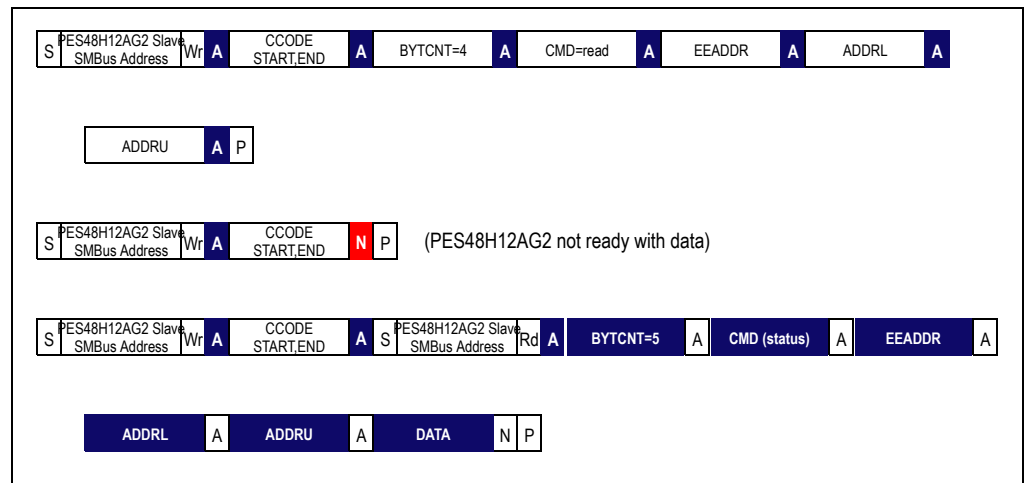 S PES48H12AG2 Slave SMBus Address Wr A CCODE START,END A BYTCNT=4 A CMD=read A EEADDR A ADDRL A
ADDRU A P
S PES48H12AG2 Slave SMBus Address Wr A CCODE START,END N P (PES48H12AG2 not ready with data)
S PES48H12AG2 Slave SMBus Address Wr A CCODE START,END A S PES48H12AG2 Slave SMBus Address Rd A BYTCNT=5 A CMD (status) A EEADDR A
ADDRL A ADDRU A DATA N P